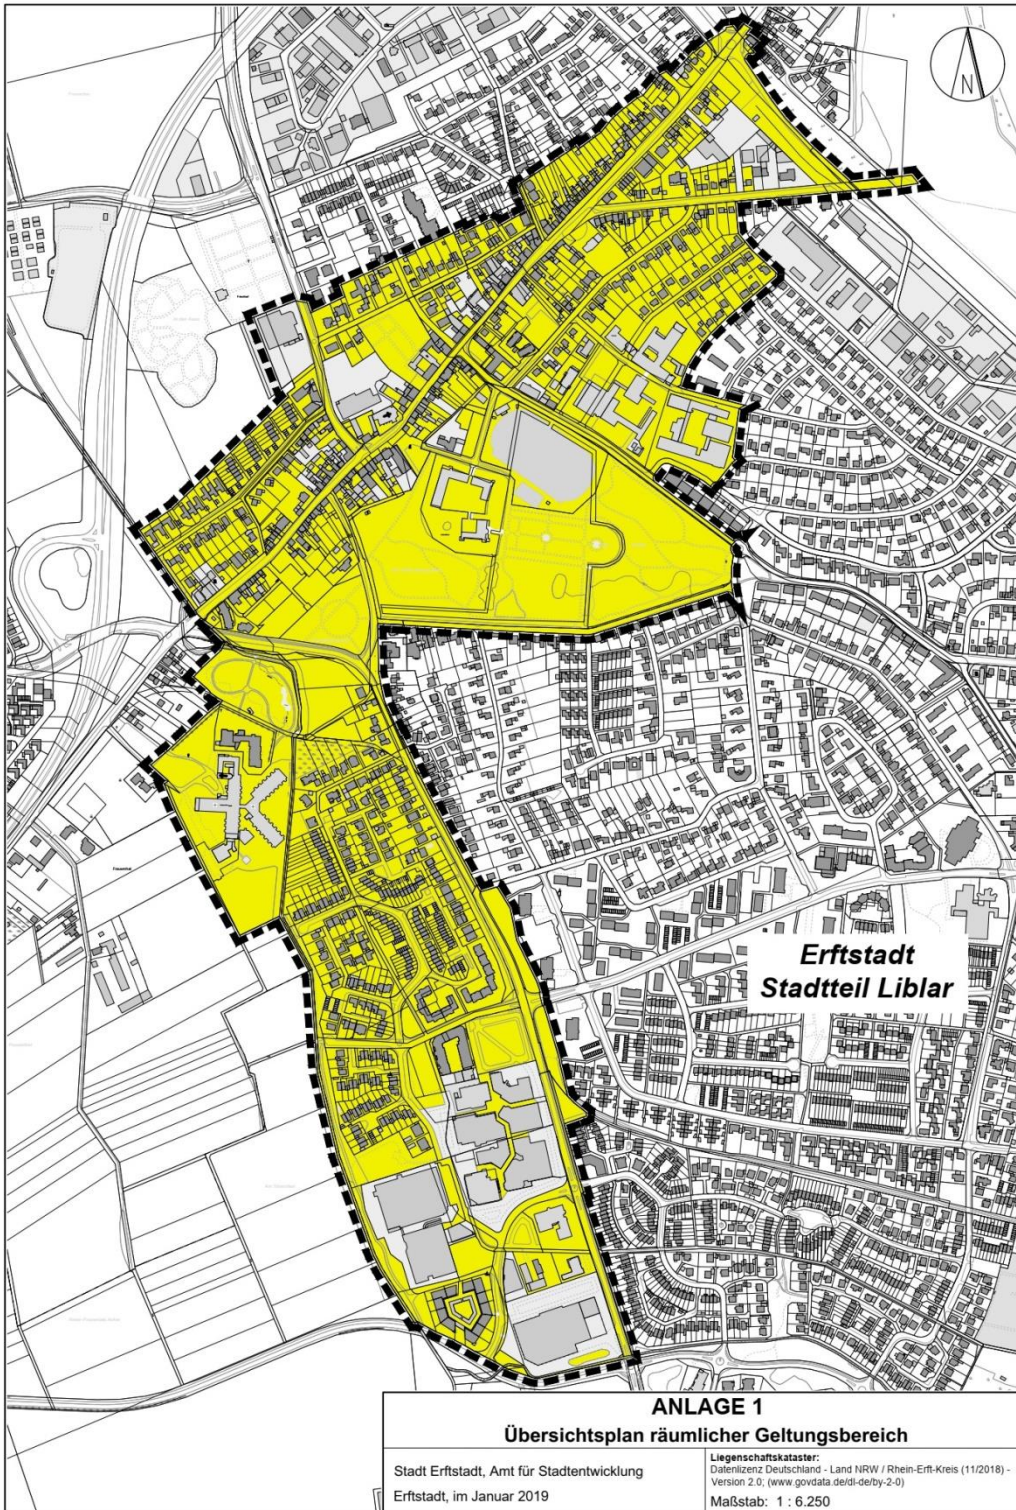 N
Friedhof
Frauenthal
Erftstadt
Stadtteil Liblar
ANLAGE 1
Übersichtsplan räumlicher Geltungsbereich
Stadt Erftstadt, Amt für Stadtentwicklung
Erftstadt, im Januar 2019
Liegenschaftskataster:
Datenlizenz Deutschland - Land NRW / Rhein-Erft-Kreis (11/2018) -
Version 2.0; (www.govdata.de/dl-de/by-2-0)
Maßstab: 1 : 6.250